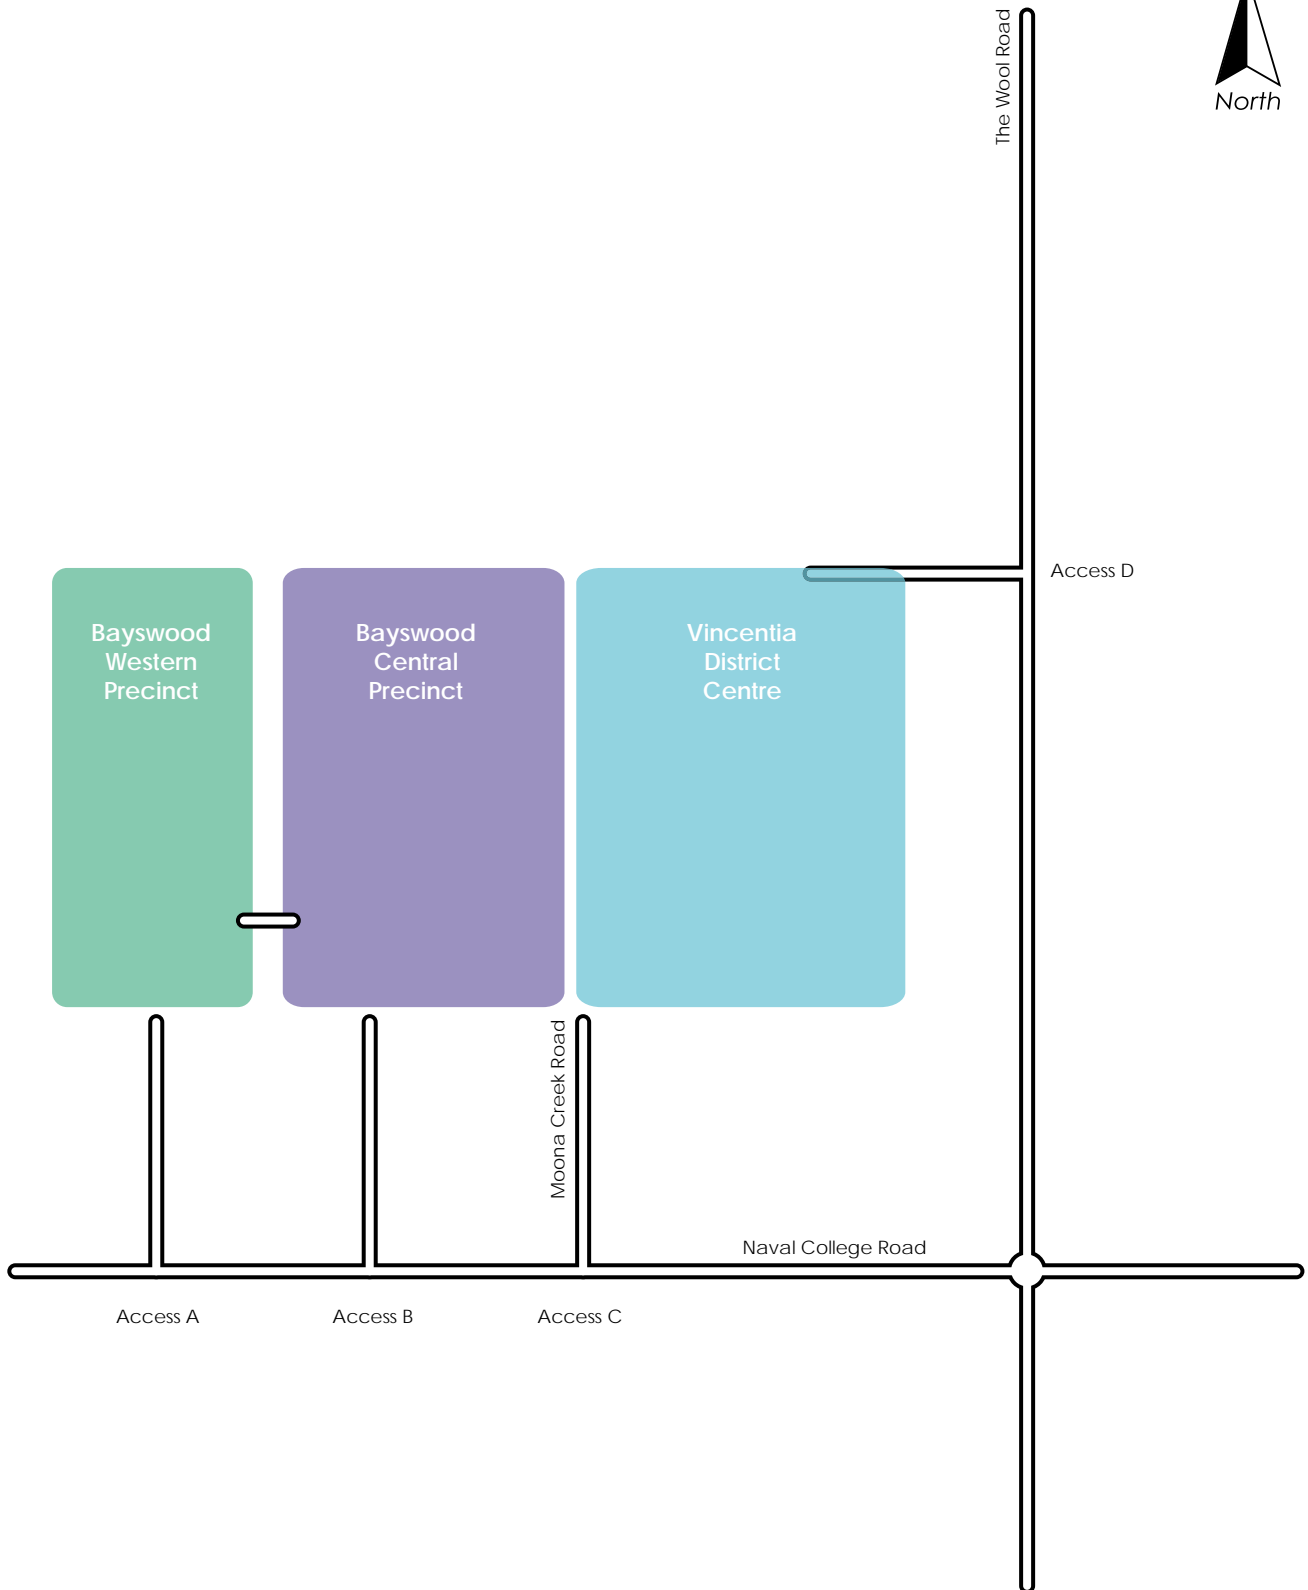 The Wool Road
North
Access D
Bayswood
Western
Precinct
Bayswood
Central
Precinct
Vincentia
District
Centre
Moona Creek Road
Naval College Road
Access A
Access B
Access C